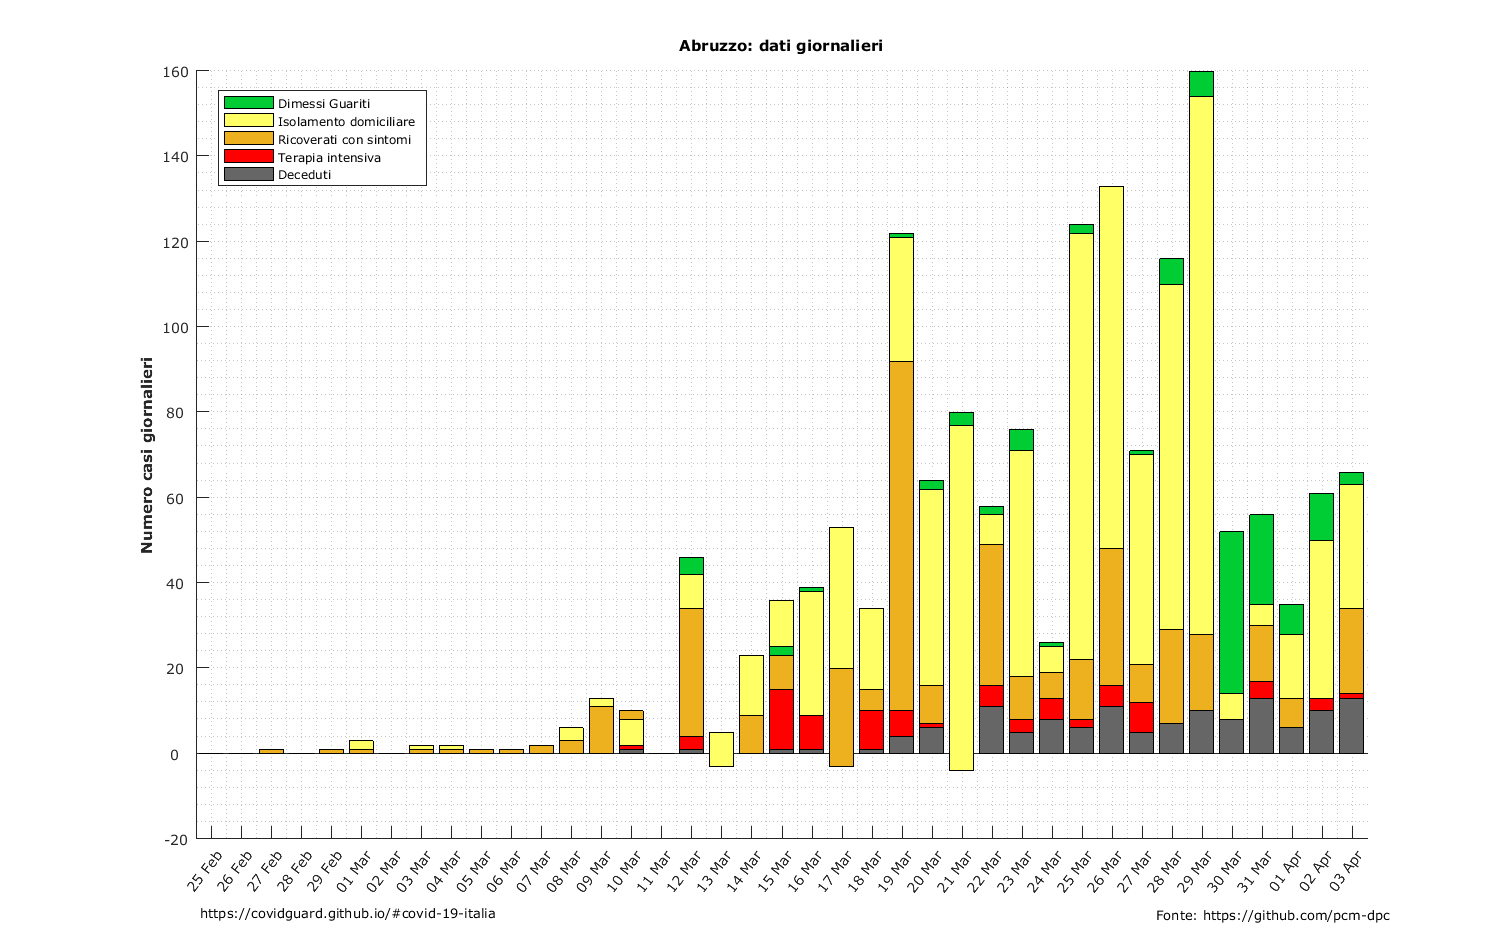 Abruzzo: dati giornalieri
Numero casi giornalieri
160
140
120
100
80
60
40
20
0
-20
Dimessi Guariti
Isolamento domiciliare
Ricoverati con sintomi
Terapia intensiva
Deceduti
25 Feb
26 Feb
27 Feb
28 Feb
29 Feb
01 Mar
02 Mar
03 Mar
04 Mar
05 Mar
06 Mar
07 Mar
08 Mar
09 Mar
10 Mar
11 Mar
12 Mar
13 Mar
14 Mar
15 Mar
16 Mar
17 Mar
18 Mar
19 Mar
20 Mar
21 Mar
22 Mar
23 Mar
24 Mar
25 Mar
26 Mar
27 Mar
28 Mar
29 Mar
30 Mar
31 Mar
01 Apr
02 Apr
03 Apr
https://covidguard.github.io/#covid-19-italia
Fonte: https://github.com/pcm-dpc